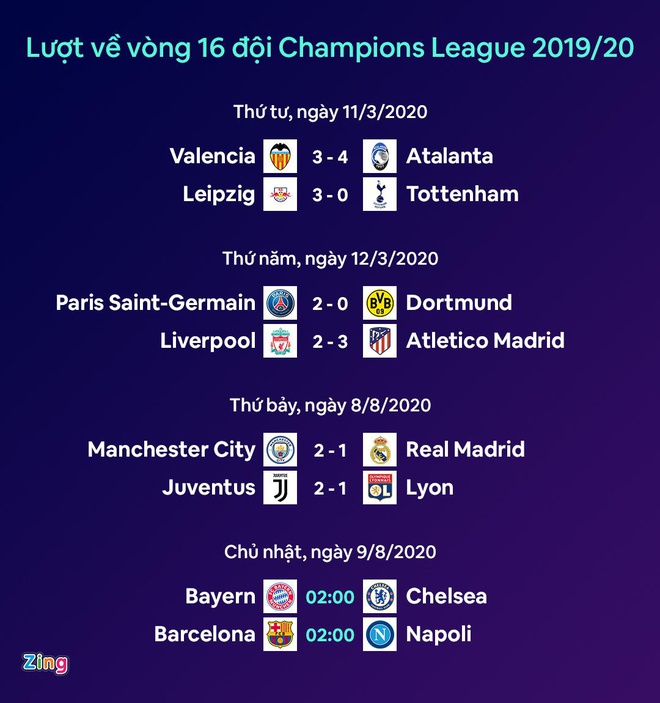 Lượt về vòng 16 đội Champions League 2019/20
Thứ tư, ngày 11/3/2020
Valencia 3 - 4 Atalanta
Leipzig 3 - 0 Tottenham
Thứ năm, ngày 12/3/2020
Paris Saint-Germain 2 - 0 Dortmund
Liverpool 2 - 3 Atletico Madrid
Thứ bảy, ngày 8/8/2020
Manchester City 2 - 1 Real Madrid
Juventus 2 - 1 Lyon
Chủ nhật, ngày 9/8/2020
Bayern 02:00 Chelsea
Barcelona 02:00 Napoli
Zing